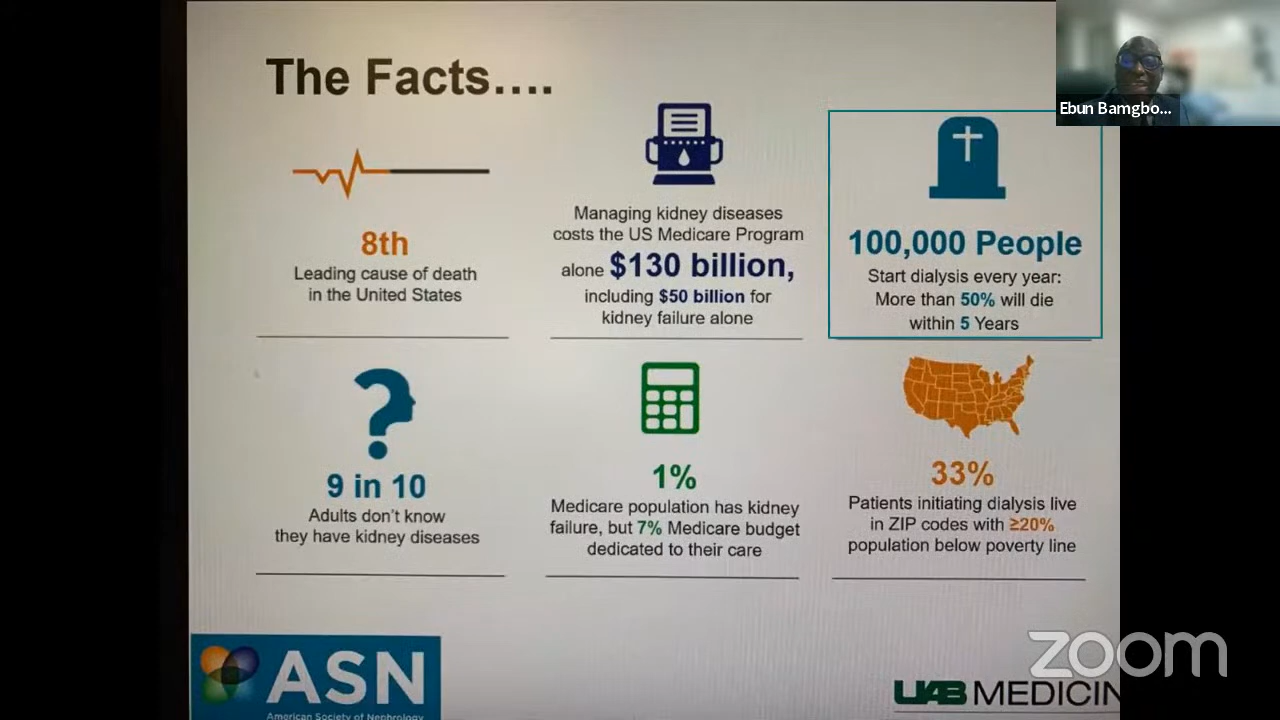 The Facts....
8th
Leading cause of death
in the United States
Managing kidney diseases
costs the US Medicare Program
alone $130 billion,
including $50 billion for
kidney failure alone
100,000 People
Start dialysis every year:
More than 50% will die
within 5 Years
9 in 10
Adults don't know
they have kidney diseases
1%
Medicare population has kidney
failure, but 7% Medicare budget
dedicated to their care
33%
Patients initiating dialysis live
in ZIP codes with ≥20%
population below poverty line
ASN
American Society of Nephrology
UAB MEDICIN
Ebun Bamgbo...
zoom